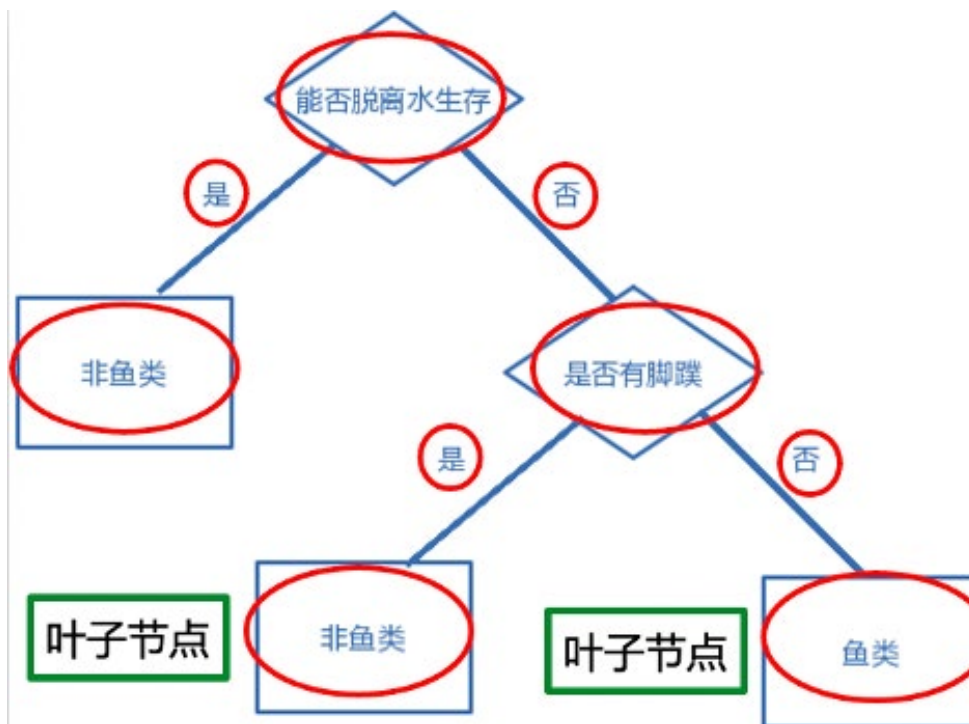 能否脱离水生存
是
否
非鱼类
是否有脚蹼
是
否
叶子节点
非鱼类
叶子节点
鱼类